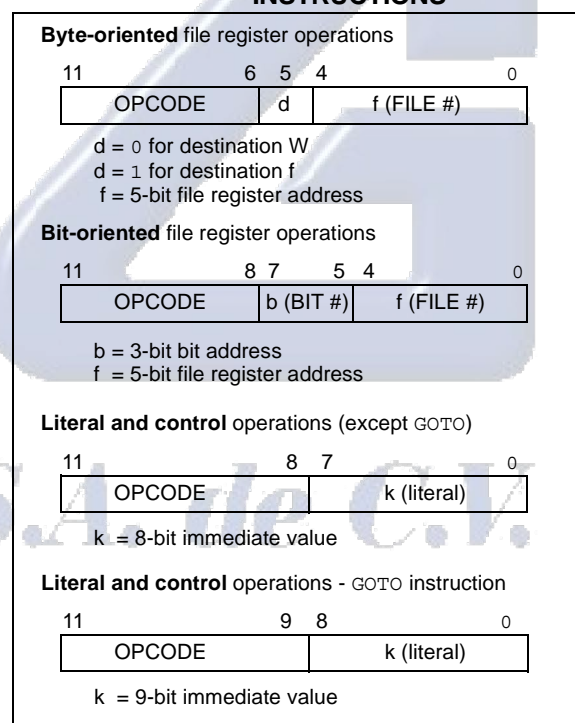 INSTRUCTIONS
Byte-oriented file register operations
11 6 5 4 0
OPCODE d f (FILE #)
d = 0 for destination W
d = 1 for destination f
f = 5-bit file register address
Bit-oriented file register operations
11 8 7 5 4 0
OPCODE b (BIT #) f (FILE #)
b = 3-bit bit address
f = 5-bit file register address
Literal and control operations (except GOTO)
11 8 7 0
OPCODE k (literal)
S.A. de C.V.
k = 8-bit immediate value
Literal and control operations - GOTO instruction
11 9 8 0
OPCODE k (literal)
k = 9-bit immediate value